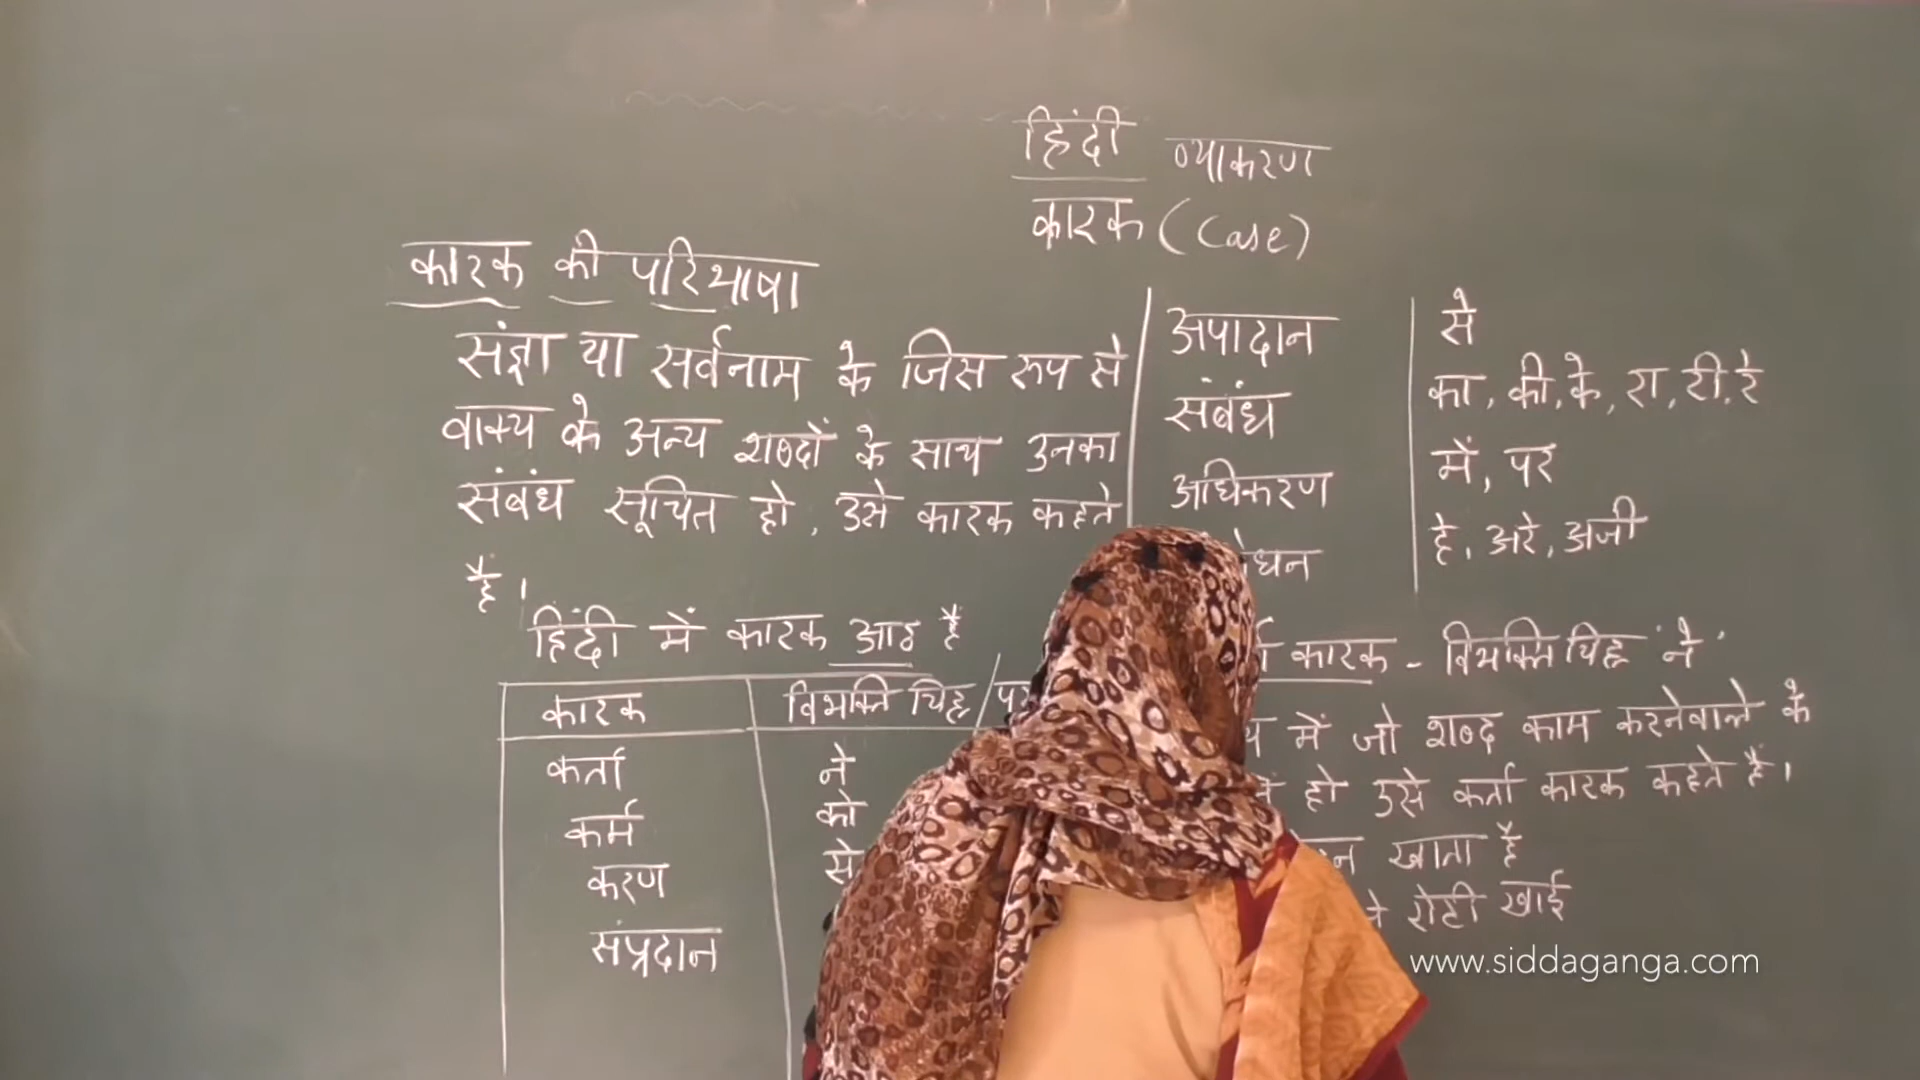 हिंदी व्याकरण
कारक (Case)
कारक की परिभाषा
संज्ञा या सर्वनाम के जिस रुप से
वाक्य के अन्य शब्दों के साथ उनका
संबंध सूचित हो, उसे कारक कहते
है।
हिंदी में कारक आठ है
कारक विभक्ति चिह्न /
कर्ता ने
कर्म को
करण से
संप्रदान
अपादान से
संबंध का, की, के, रा, री, रे
अधिकरण में, पर
हे, अरे, अजी
कारक - विभक्ति चिह्न 'ने'
में जो शब्द काम करनेवाले के
हो उसे कर्ता कारक कहते है।
खाता है
रोटी खाई
www.siddaganga.com